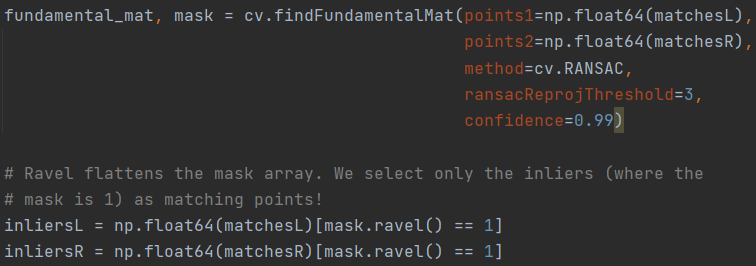 fundamental_mat, mask = cv.findFundamentalMat(points1=np.float64(matchesL),
points2=np.float64(matchesR),
method=cv.RANSAC,
ransacReprojThreshold=3,
confidence=0.99)
# Ravel flattens the mask array. We select only the inliers (where the
# mask is 1) as matching points!
inliersL = np.float64(matchesL)[mask.ravel() == 1]
inliersR = np.float64(matchesR)[mask.ravel() == 1]